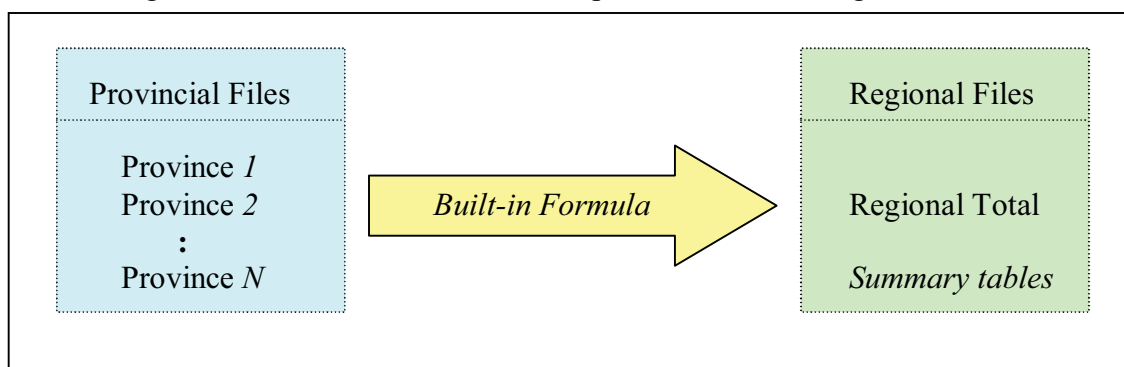 Provincial Files
Province 1
Province 2
:
Province N
Built-in Formula
Regional Files
Regional Total
Summary tables